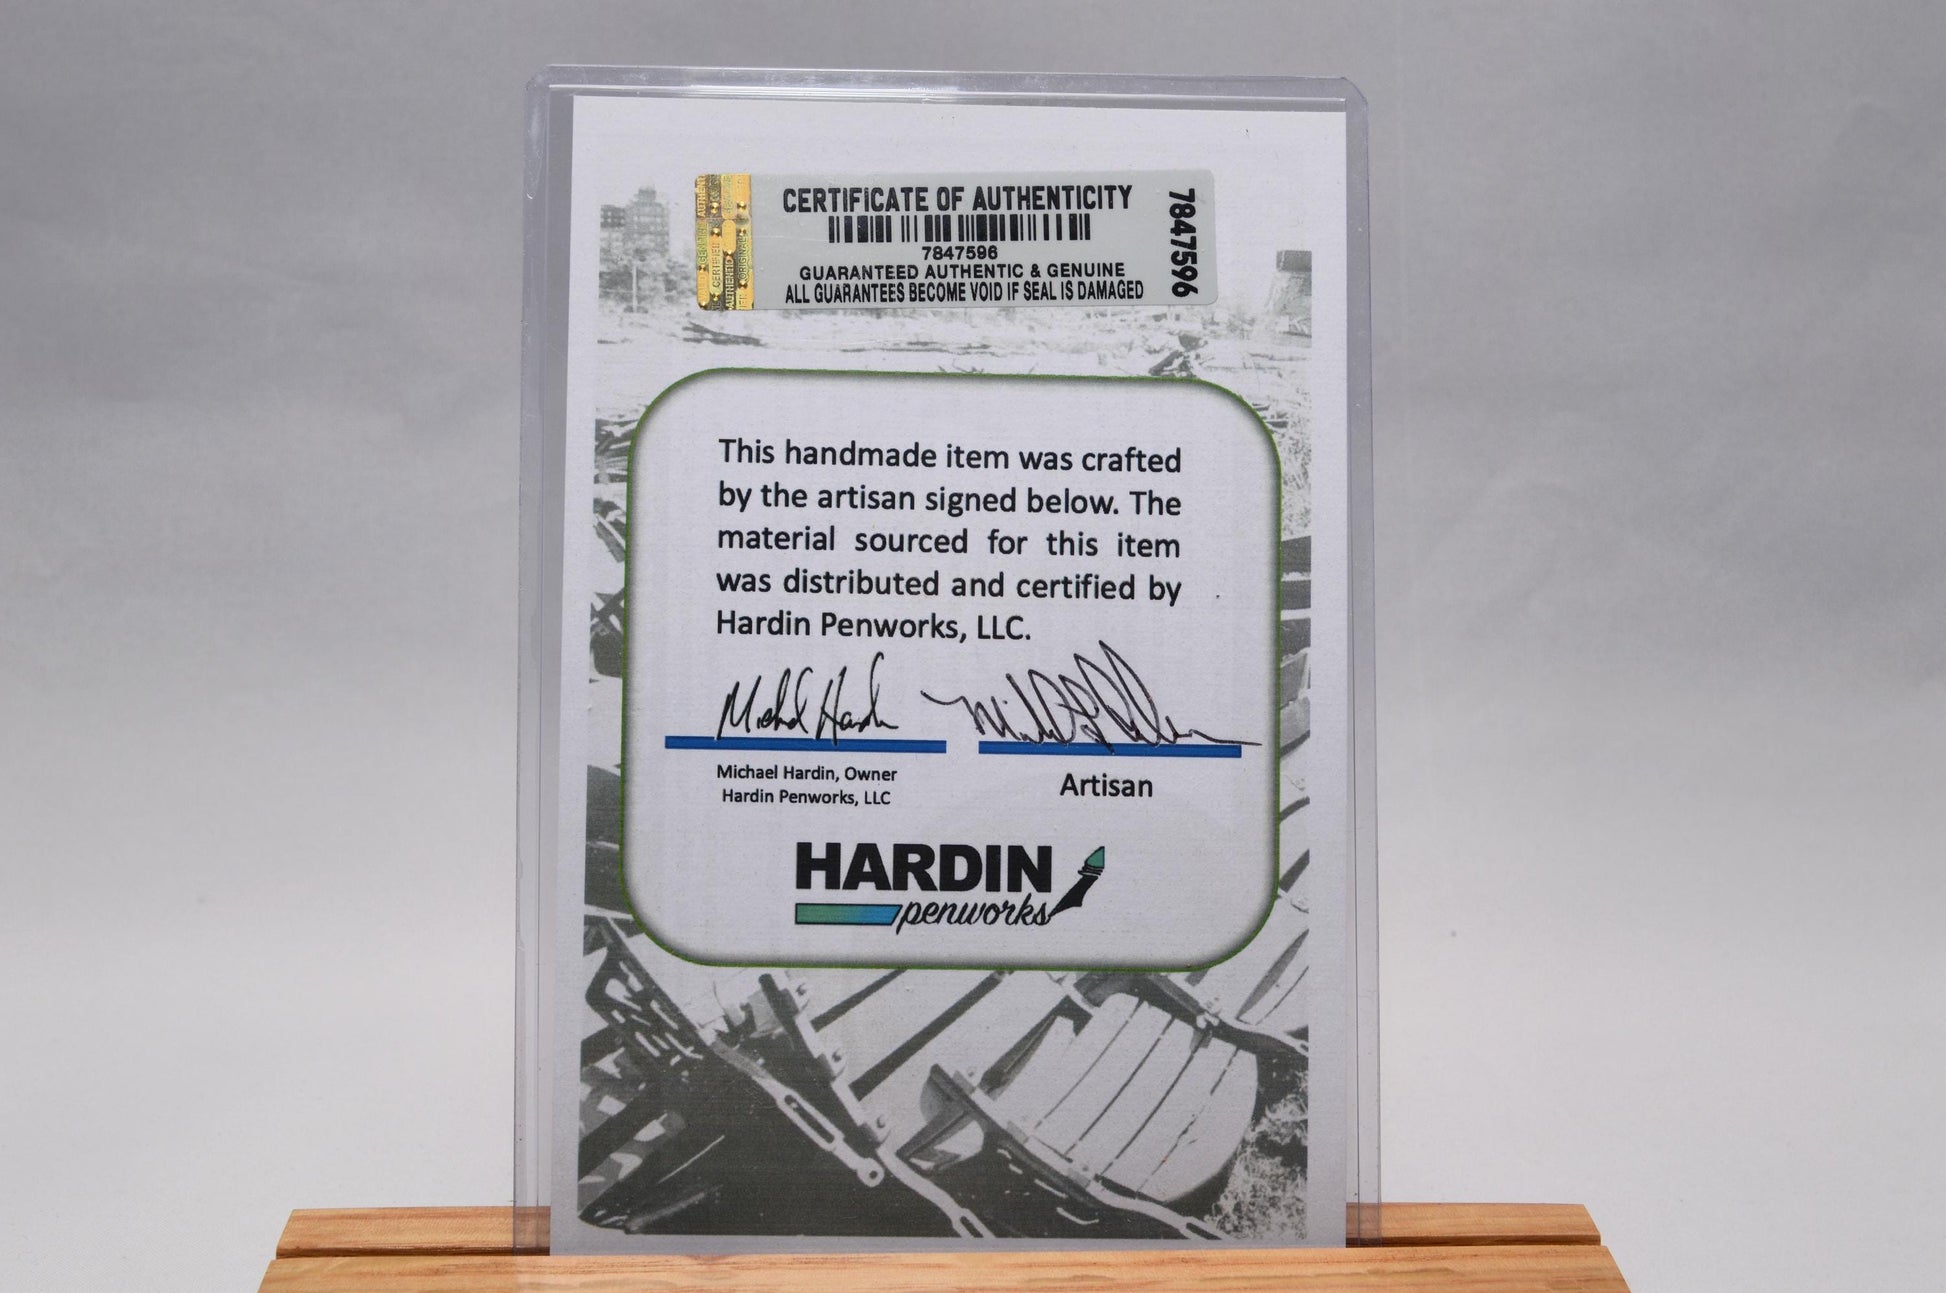 CERTIFICATE OF AUTHENTICITY
7847596
GUARANTEED AUTHENTIC & GENUINE
ALL GUARANTEES BECOME VOID IF SEAL IS DAMAGED
7847596
This handmade item was crafted
by the artisan signed below. The
material sourced for this item
was distributed and certified by
Hardin Penworks, LLC.
Michael Hardin, Owner
Hardin Penworks, LLC
Artisan
HARDIN
penworks